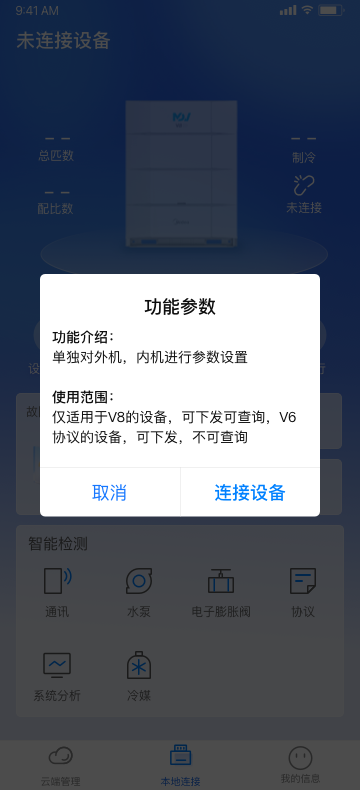 9:41 AM
未连接设备
总匹数
制冷
配比数
未连接
功能参数
功能介绍：
单独对外机，内机进行参数设置
使用范围：
仅适用于V8的设备，可下发可查询，V6
协议的设备，可下发，不可查询
取消 连接设备
智能检测
通讯 水泵 电子膨胀阀 协议
系统分析 冷媒
云端管理 本地连接 我的信息